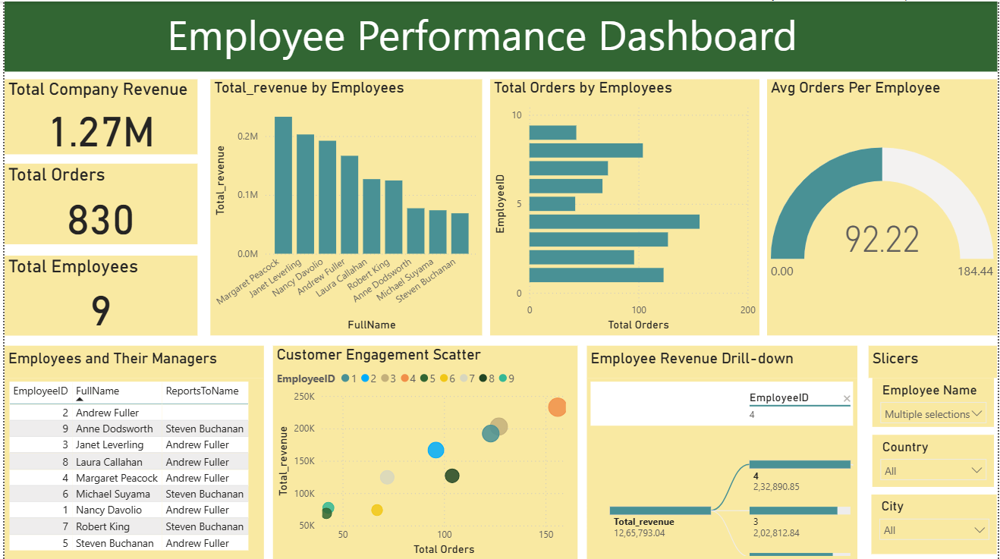 Employee Performance Dashboard
Total Company Revenue
1.27M
Total Orders
830
Total Employees
9
Total_revenue by Employees
Total_revenue
0.2M
0.1M
0.0M
Margaret Peacock
Janet Leverling
Nancy Davolio
Andrew Fuller
Laura Callahan
Robert King
Anne Dodsworth
Michael Suyama
Steven Buchanan
FullName
Total Orders by Employees
EmployeeID
10
5
0
0 100 200
Total Orders
Avg Orders Per Employee
92.22
0.00 184.44
Employees and Their Managers
EmployeeID FullName ReportsToName
2 Andrew Fuller
9 Anne Dodsworth Steven Buchanan
3 Janet Leverling Andrew Fuller
8 Laura Callahan Andrew Fuller
4 Margaret Peacock Andrew Fuller
6 Michael Suyama Steven Buchanan
1 Nancy Davolio Andrew Fuller
7 Robert King Steven Buchanan
5 Steven Buchanan Andrew Fuller
Customer Engagement Scatter
EmployeeID 1 2 3 4 5 6 7 8 9
Total_revenue
250K
200K
150K
100K
50K
50 100 150
Total Orders
Employee Revenue Drill-down
EmployeeID
4
4
2,32,890.85
Total_revenue
12,65,793.04
3
2,02,812.84
Slicers
Employee Name
Multiple selections
Country
All
City
All